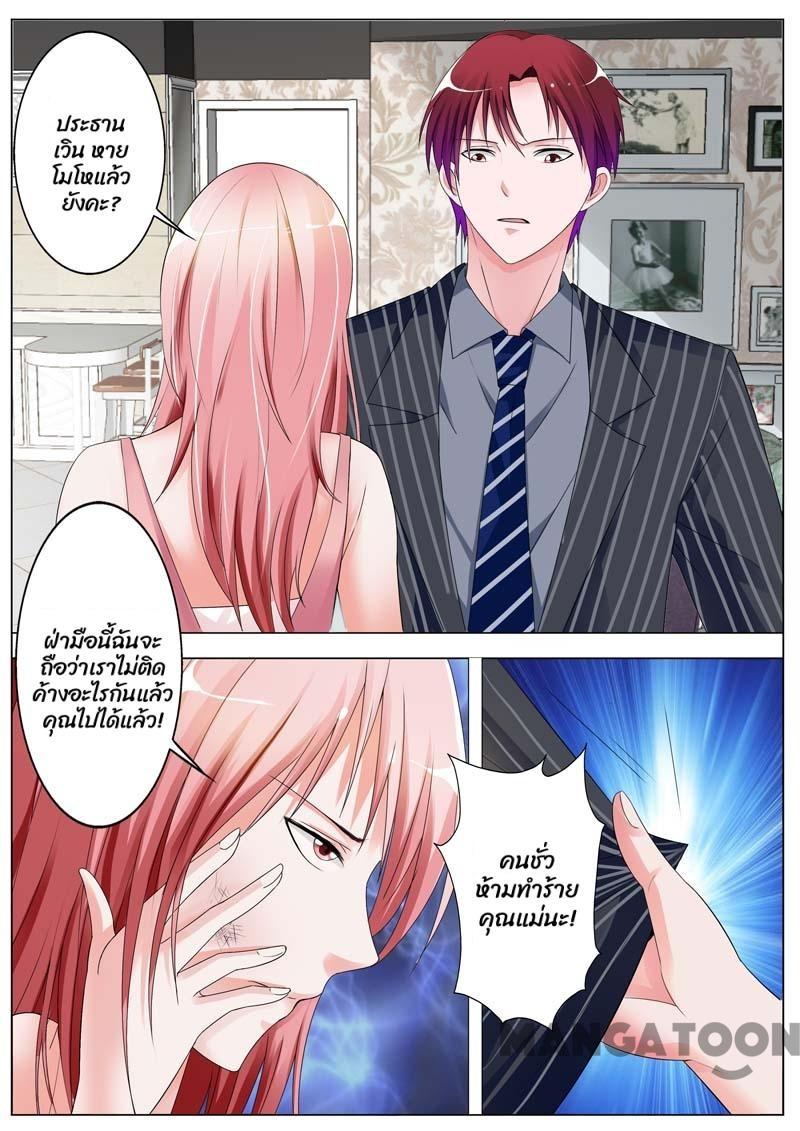 ประธาน
เวิน หาย
โมโหแล้ว
ยังคะ?
ฝ่ามือนี้ฉันจะ
ถือว่าเราไม่ติด
ค้างอะไรกันแล้ว
คุณไปได้แล้ว!
คนชั่ว
ห้ามทำร้าย
คุณแม่นะ!
MANGATOON